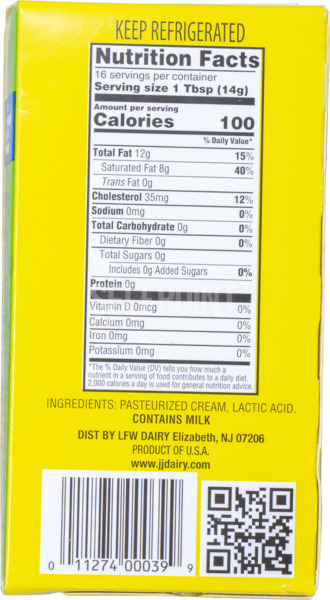 KEEP REFRIGERATED
Nutrition Facts
16 servings per container
Serving size 1 Tbsp (14g)
Amount per serving
Calories 100
% Daily Value*
Total Fat 12g 15%
Saturated Fat 8g 40%
Trans Fat 0g
Cholesterol 35mg 12%
Sodium 0mg 0%
Total Carbohydrate 0g 0%
Dietary Fiber 0g 0%
Total Sugars 0g
Includes 0g Added Sugars 0%
Protein 0g
Vitamin D 0mcg 0%
Calcium 0mg 0%
Iron 0mg 0%
Potassium 0mg 0%
*The % Daily Value (DV) tells you how much a
nutrient in a serving of food contributes to a daily diet.
2,000 calories a day is used for general nutrition advice.
INGREDIENTS: PASTEURIZED CREAM, LACTIC ACID.
CONTAINS MILK
DIST BY LFW DAIRY Elizabeth, NJ 07206
PRODUCT OF U.S.A.
www.jjdairy.com
0 11274 00039 9